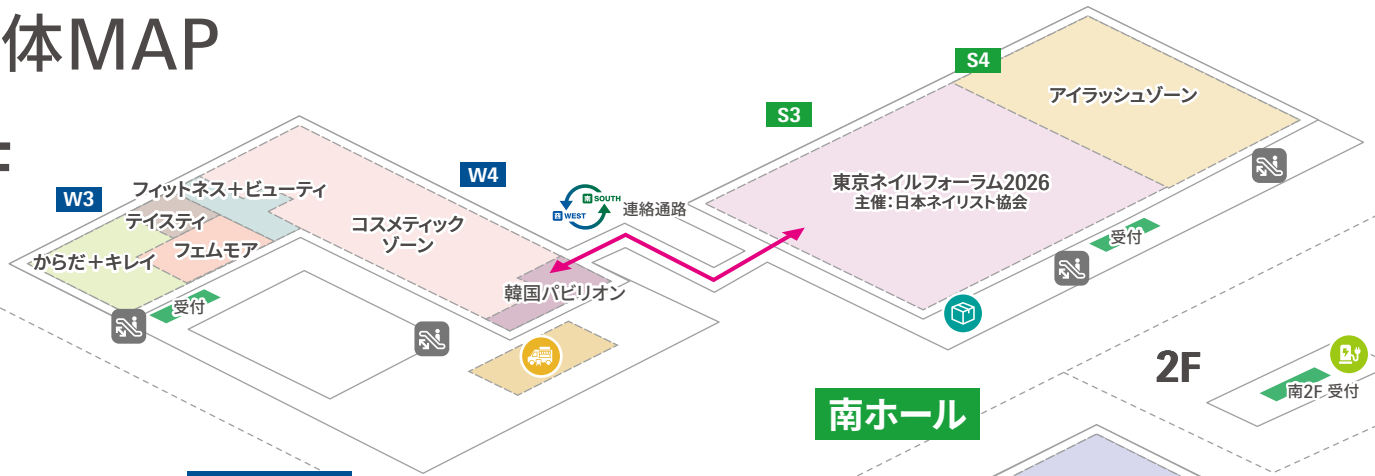 体MAP
S4
アイラッシュゾーン
S3
東京ネイルフォーラム2026
主催:日本ネイリスト協会
W4
W3
フィットネス+ビューティ
テイスティ
フェムモア
からだ+キレイ
コスメティック
ゾーン
韓国パビリオン
南 SOUTH
西 WEST
連絡通路
受付
受付
2F
南2F 受付
南ホール